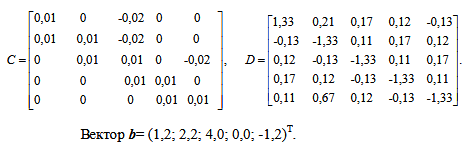 0,01 0 -0,02 0 0
0,01 0,01 -0,02 0 0
C = 0 0,01 0,01 0 -0,02 ,
0 0 0,01 0,01 0
0 0 0 0,01 0,01
1,33 0,21 0,17 0,12 -0,13
-0,13 -1,33 0,11 0,17 0,12
D = 0,12 -0,13 -1,33 0,11 0,17 .
0,17 0,12 -0,13 -1,33 0,11
0,11 0,67 0,12 -0,13 -1,33
Вектор b= (1,2; 2,2; 4,0; 0,0; -1,2)T.